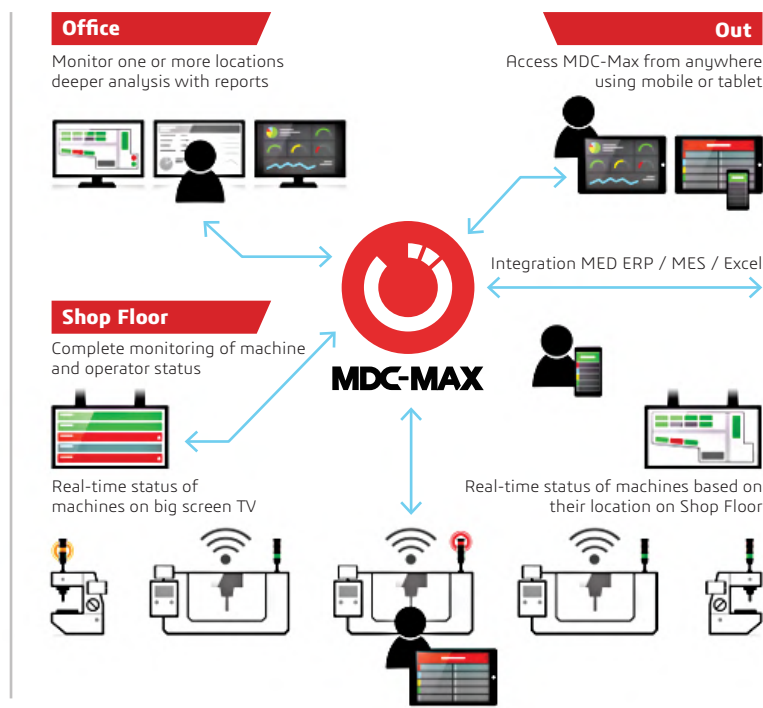 Office
Monitor one or more locations
deeper analysis with reports
Out
Access MDC-Max from anywhere
using mobile or tablet
Integration MED ERP / MES / Excel
Shop Floor
Complete monitoring of machine
and operator status
MDC-MAX
Real-time status of
machines on big screen TV
Real-time status of machines based on
their location on Shop Floor